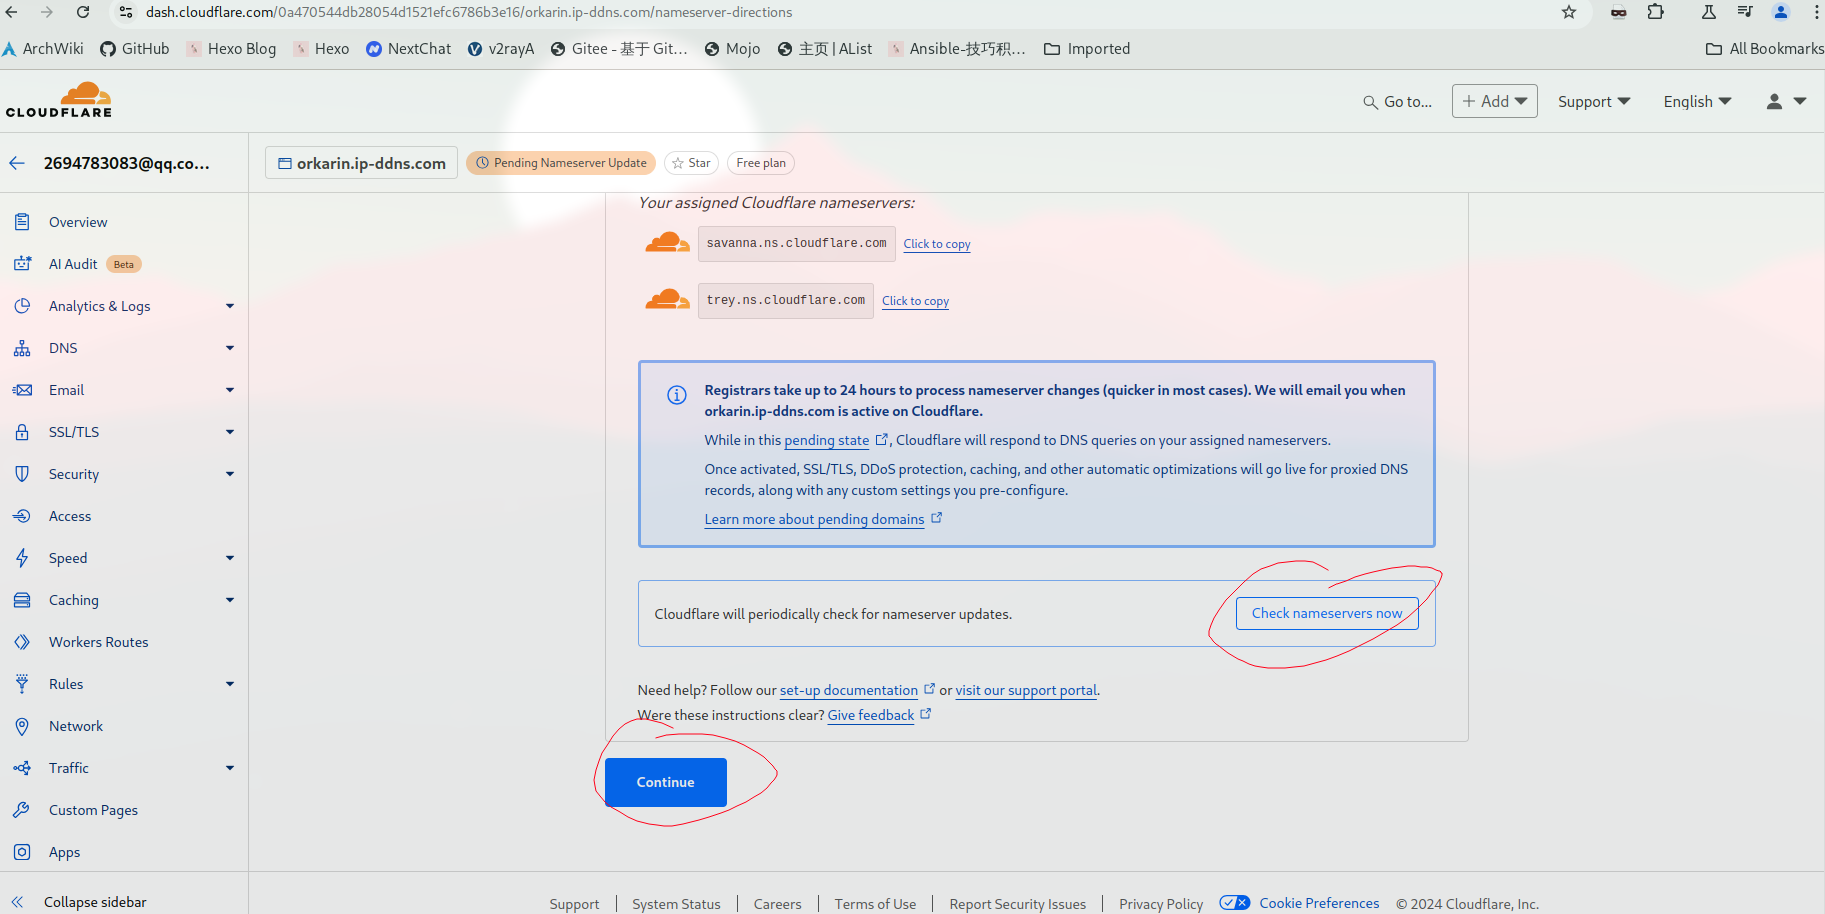 dash.cloudflare.com/0a470544db28054d1521efc6786b3e16/orkarin.ip-ddns.com/nameserver-directions
ArchWiki GitHub Hexo Blog Hexo NextChat v2rayA Gitee - 基于 Git… Mojo 主页 | AList Ansible-技巧积… Imported All Bookmarks
CLOUDFLARE Go to... + Add Support English
2694783083@qq.co... orkarin.ip-ddns.com Pending Nameserver Update Star Free plan
Overview
AI Audit Beta
Analytics & Logs
DNS
Email
SSL/TLS
Security
Access
Speed
Caching
Workers Routes
Rules
Network
Traffic
Custom Pages
Apps
Collapse sidebar
Your assigned Cloudflare nameservers:
savanna.ns.cloudflare.com Click to copy
trey.ns.cloudflare.com Click to copy
Registrars take up to 24 hours to process nameserver changes (quicker in most cases). We will email you when
orkarin.ip-ddns.com is active on Cloudflare.
While in this pending state , Cloudflare will respond to DNS queries on your assigned nameservers.
Once activated, SSL/TLS, DDoS protection, caching, and other automatic optimizations will go live for proxied DNS
records, along with any custom settings you pre-configure.
Learn more about pending domains
Cloudflare will periodically check for nameserver updates. Check nameservers now
Need help? Follow our set-up documentation or visit our support portal.
Were these instructions clear? Give feedback
Continue
Support System Status Careers Terms of Use Report Security Issues Privacy Policy Cookie Preferences © 2024 Cloudflare, Inc.